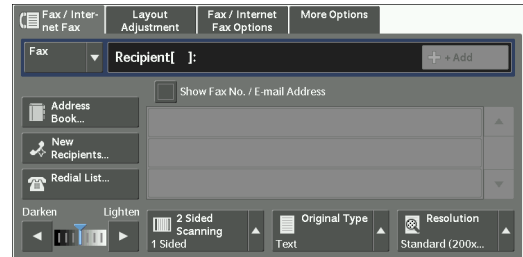 Fax / Inter-
net Fax
Layout
Adjustment
Fax / Internet
Fax Options
More Options
Fax
Recipient[   ]:
+ Add
Show Fax No. / E-mail Address
Address
Book...
New
Recipients...
Redial List...
Darken
Lighten
2 Sided
Scanning
1 Sided
Original Type
Text
Resolution
Standard (200x...